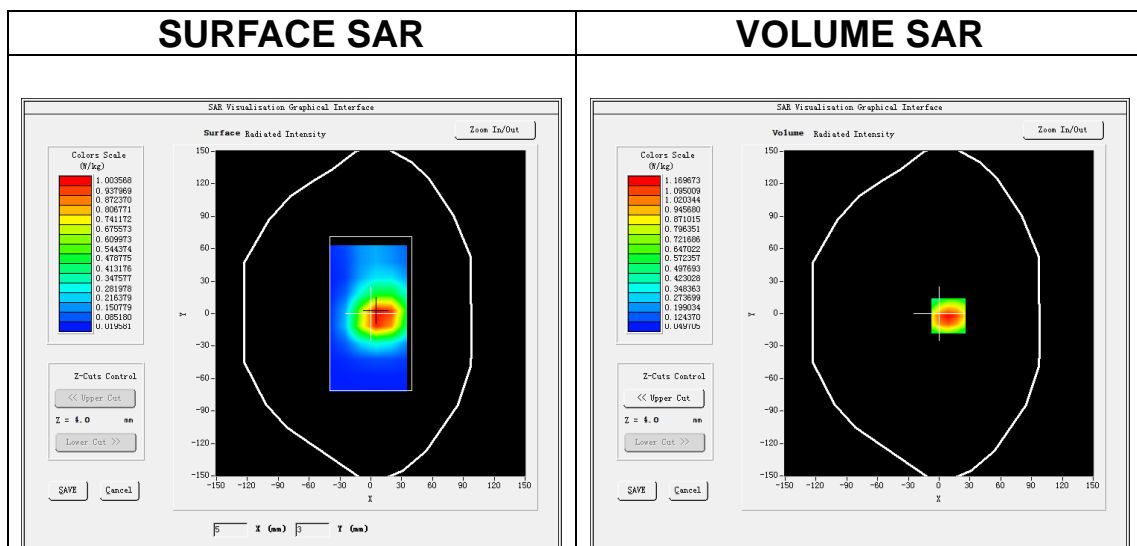 SURFACE SAR
VOLUME SAR
SAR Visualisation Graphical Interface
Surface Radiated Intensity
Zoom In/Out
Colors Scale
(W/kg)
1.003568
0.937969
0.872370
0.806771
0.741172
0.675573
0.609973
0.544374
0.478775
0.413176
0.347577
0.281978
0.216379
0.150779
0.085180
0.019581
150
120
90
60
30
0
-30
-60
-90
-120
-150
Y
-150 -120 -90 -60 -30 0 30 60 90 120 150
X
Z-Cuts Control
<< Upper Cut
Z = 4.0 mm
Lower Cut >>
SAVE Cancel
5 X (mm) 3 Y (mm)
SAR Visualisation Graphical Interface
Volume Radiated Intensity
Zoom In/Out
Colors Scale
(W/kg)
1.169673
1.095009
1.020344
0.945680
0.871015
0.796351
0.721686
0.647022
0.572357
0.497693
0.423028
0.348363
0.273699
0.199034
0.124370
0.049705
150
120
90
60
30
0
-30
-60
-90
-120
-150
Y
-150 -120 -90 -60 -30 0 30 60 90 120 150
X
Z-Cuts Control
<< Upper Cut
Z = 4.0 mm
Lower Cut >>
SAVE Cancel